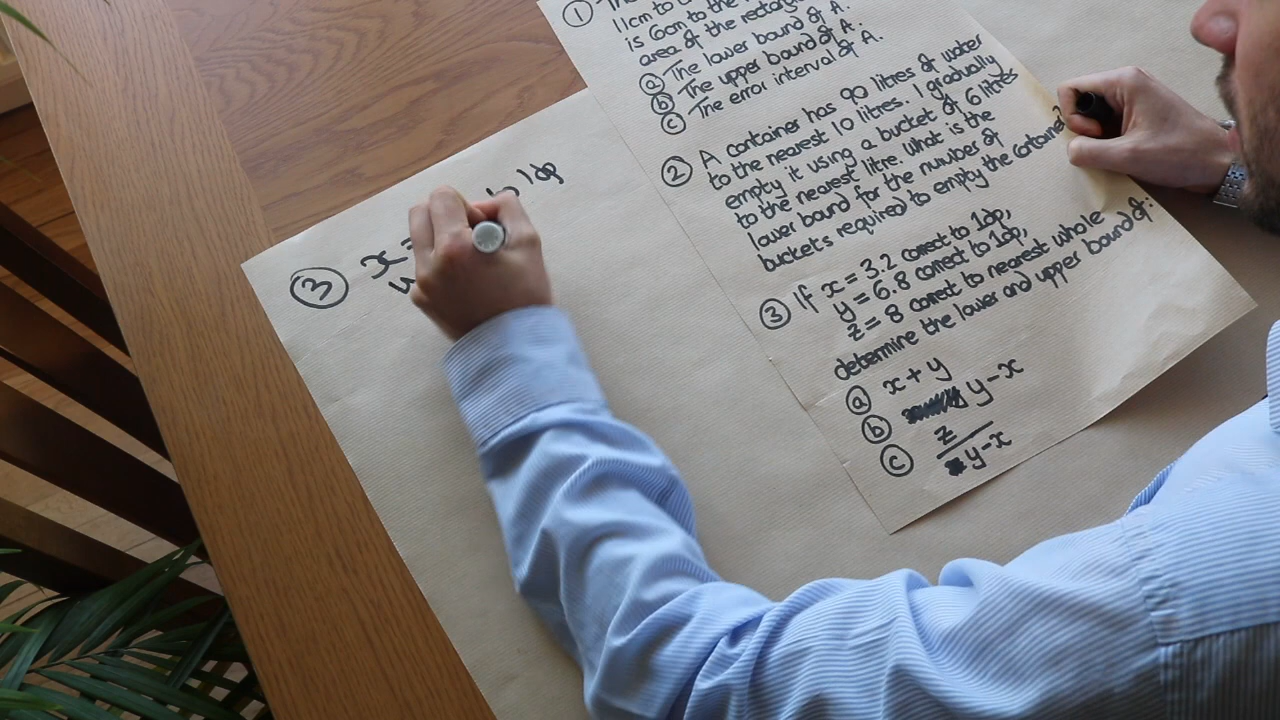 ① The
11cm to
is 6cm to the
area of the rectang
ⓐ The lower bound of A.
ⓑ The upper bound of A.
ⓒ The error interval of A.
② A container has 90 litres of water
to the nearest 10 litres. I gradually
empty it using a bucket of 6 litres
to the nearest litre. What is the
lower bound for the number of
buckets required to empty the container?
③ If x = 3.2 correct to 1dp,
y = 6.8 correct to 1dp,
z = 8 correct to nearest whole
determine the lower and upper bound of:
ⓐ x + y
ⓑ y - x
ⓒ z / y - x
③ x = to 1dp